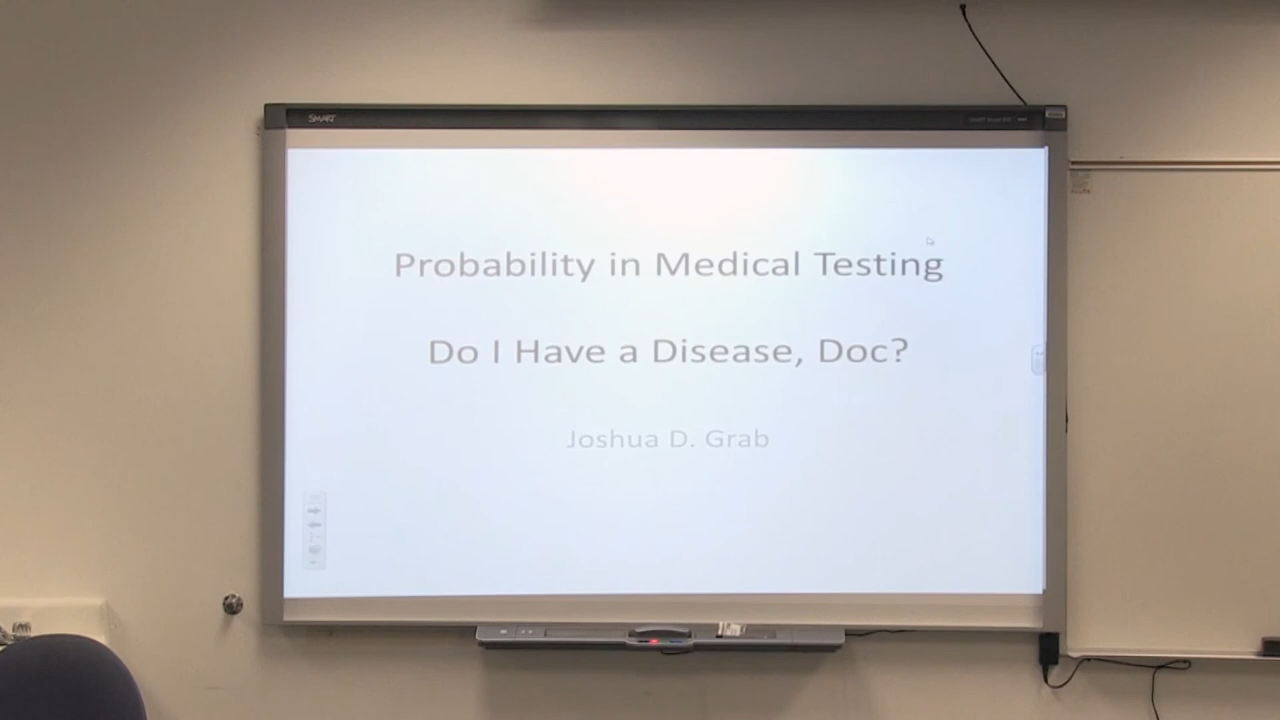 SMART
Probability in Medical Testing
Do I Have a Disease, Doc?
Joshua D. Grab